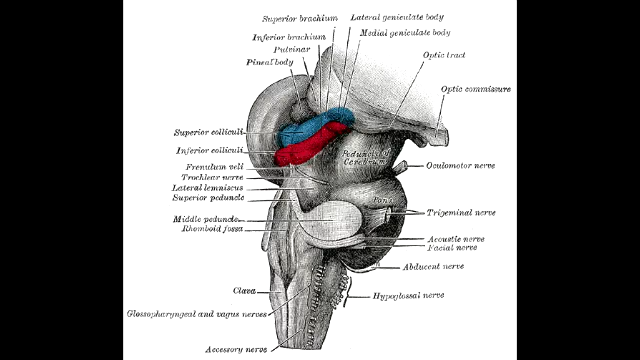 Superior brachium
Lateral geniculate body
Inferior brachium
Medial geniculate body
Pulvinar
Pineal body
Optic tract
Optic commissure
Superior colliculi
Inferior colliculi
Peduncle of
Cerebrum
Frenulum veli
Oculomotor nerve
Trochlear nerve
Lateral lemniscus
Superior peduncle
Pons
Middle peduncle
Trigeminal nerve
Rhomboid fossa
Acoustic nerve
Facial nerve
Abducent nerve
Clava
Hypoglossal nerve
Glossopharyngeal and vagus nerves
Accessory nerve